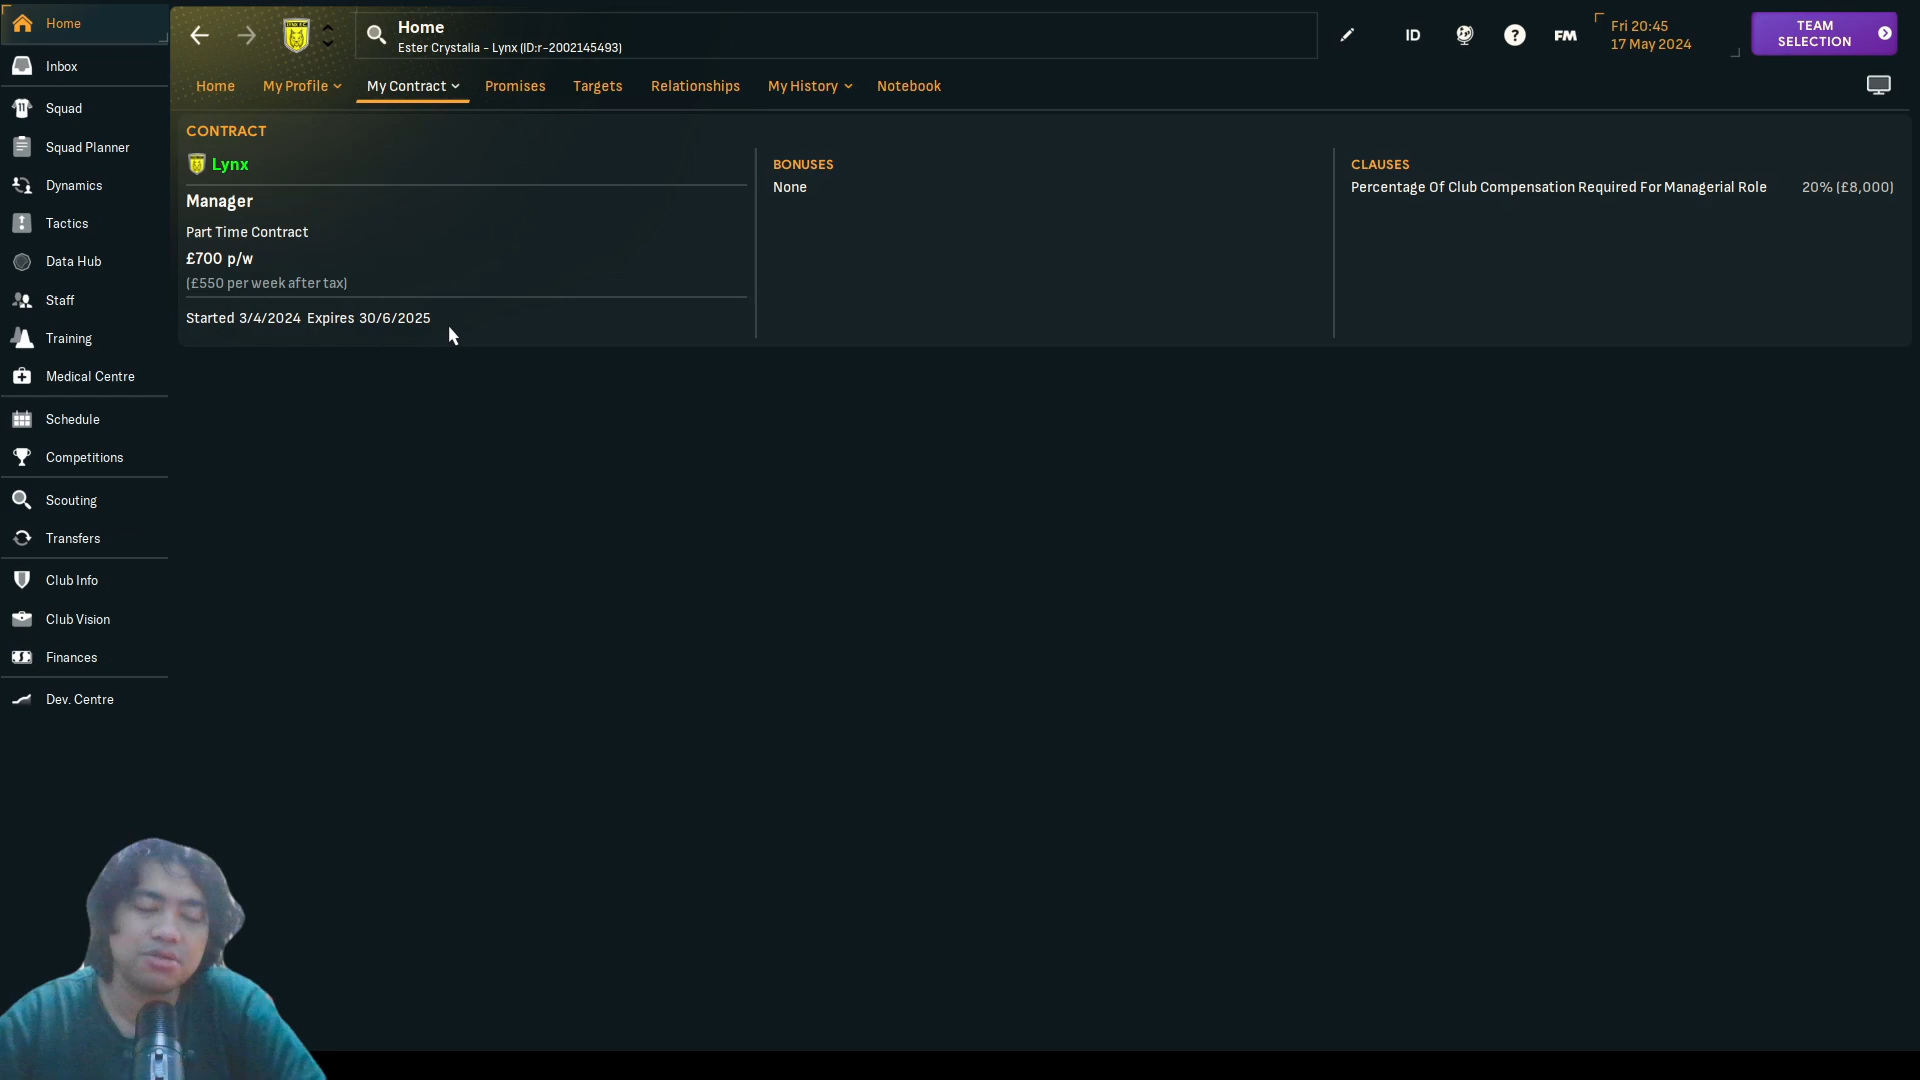 Home
Inbox
Squad
Squad Planner
Dynamics
Tactics
Data Hub
Staff
Training
Medical Centre
Schedule
Competitions
Scouting
Transfers
Club Info
Club Vision
Finances
Dev. Centre
Home
Ester Crystalia - Lynx (ID:r-2002145493)
ID
FM
Fri 20:45
17 May 2024
TEAM
SELECTION
Home
My Profile
My Contract
Promises
Targets
Relationships
My History
Notebook
CONTRACT
Lynx
Manager
Part Time Contract
£700 p/w
(£550 per week after tax)
Started 3/4/2024 Expires 30/6/2025
BONUSES
None
CLAUSES
Percentage Of Club Compensation Required For Managerial Role 20% (£8,000)